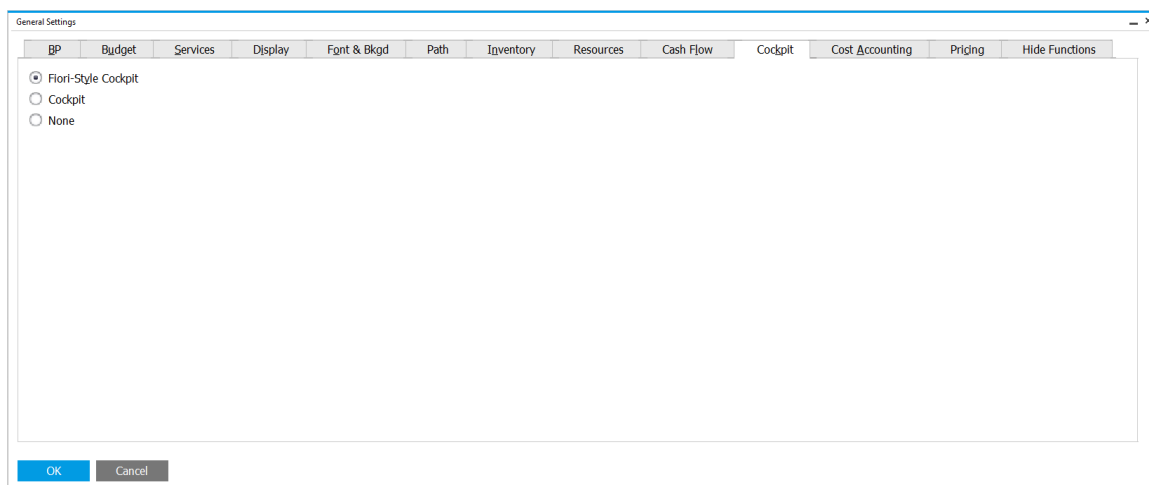 General Settings
BP Budget Services Display Font & Bkgd Path Inventory Resources Cash Flow Cockpit Cost Accounting Pricing Hide Functions
Fiori-Style Cockpit
Cockpit
None
OK Cancel